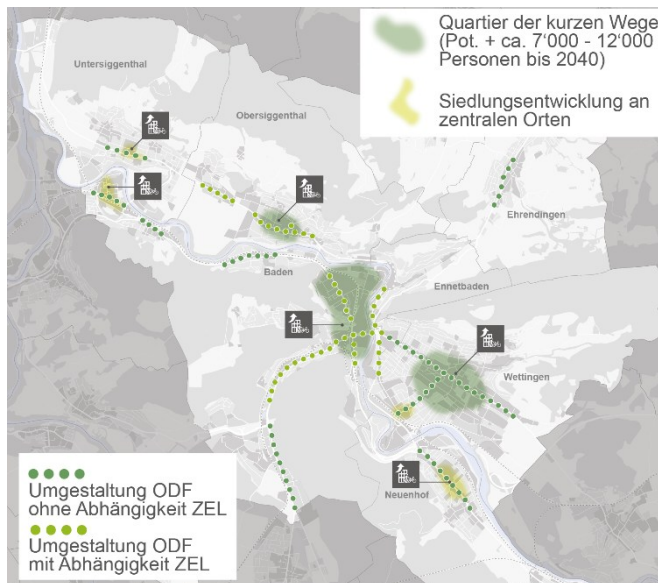 Quartier der kurzen Wege
(Pot. + ca. 7'000 - 12'000
Personen bis 2040)
Siedlungsentwicklung an
zentralen Orten
Untersiggenthal
Obersiggenthal
Ehrendingen
Baden
Ennetbaden
Wettingen
Neuenhof
Umgestaltung ODF
ohne Abhängigkeit ZEL
Umgestaltung ODF
mit Abhängigkeit ZEL